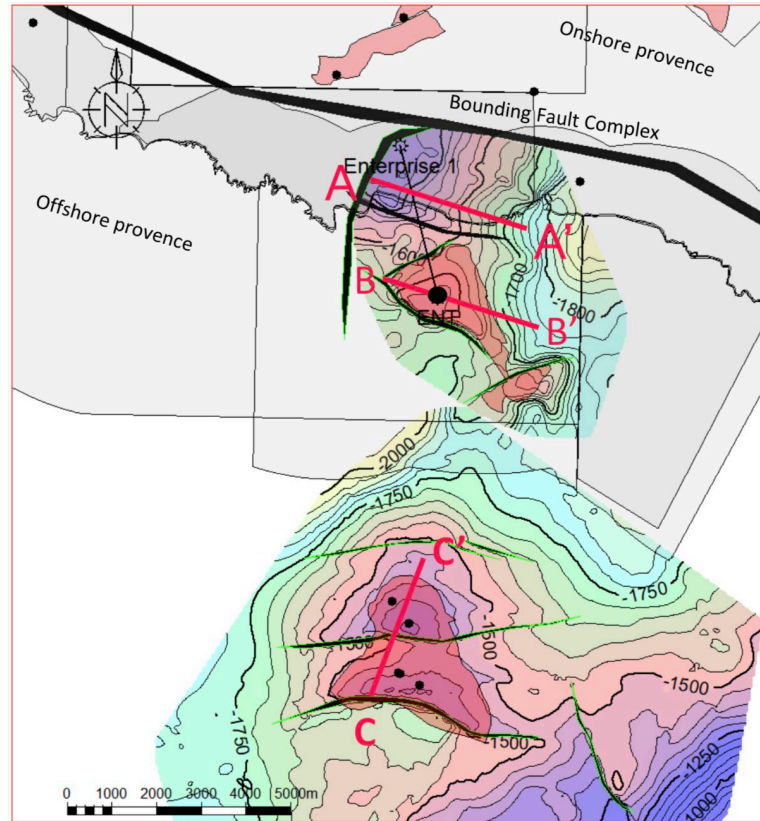 Onshore provence
Bounding Fault Complex
Z
Enterprise 1
A
Offshore provence
A'
-1600
-1700
B
-1800
ENT
B'
-2000
-1750
C'
-1750
-1500
-1500
-1500
C
-1500
-1750
-1250
1000
0 1000 2000 3000 4000 5000m